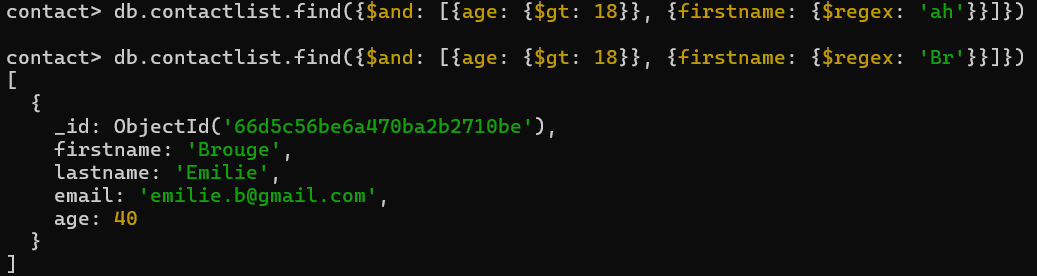 contact> db.contactlist.find({$and: [{age: {$gt: 18}}, {firstname: {$regex: 'ah'}}]})
contact> db.contactlist.find({$and: [{age: {$gt: 18}}, {firstname: {$regex: 'Br'}}]})
[
  {
    _id: ObjectId('66d5c56be6a470ba2b2710be'),
    firstname: 'Brouge',
    lastname: 'Emilie',
    email: 'emilie.b@gmail.com',
    age: 40
  }
]